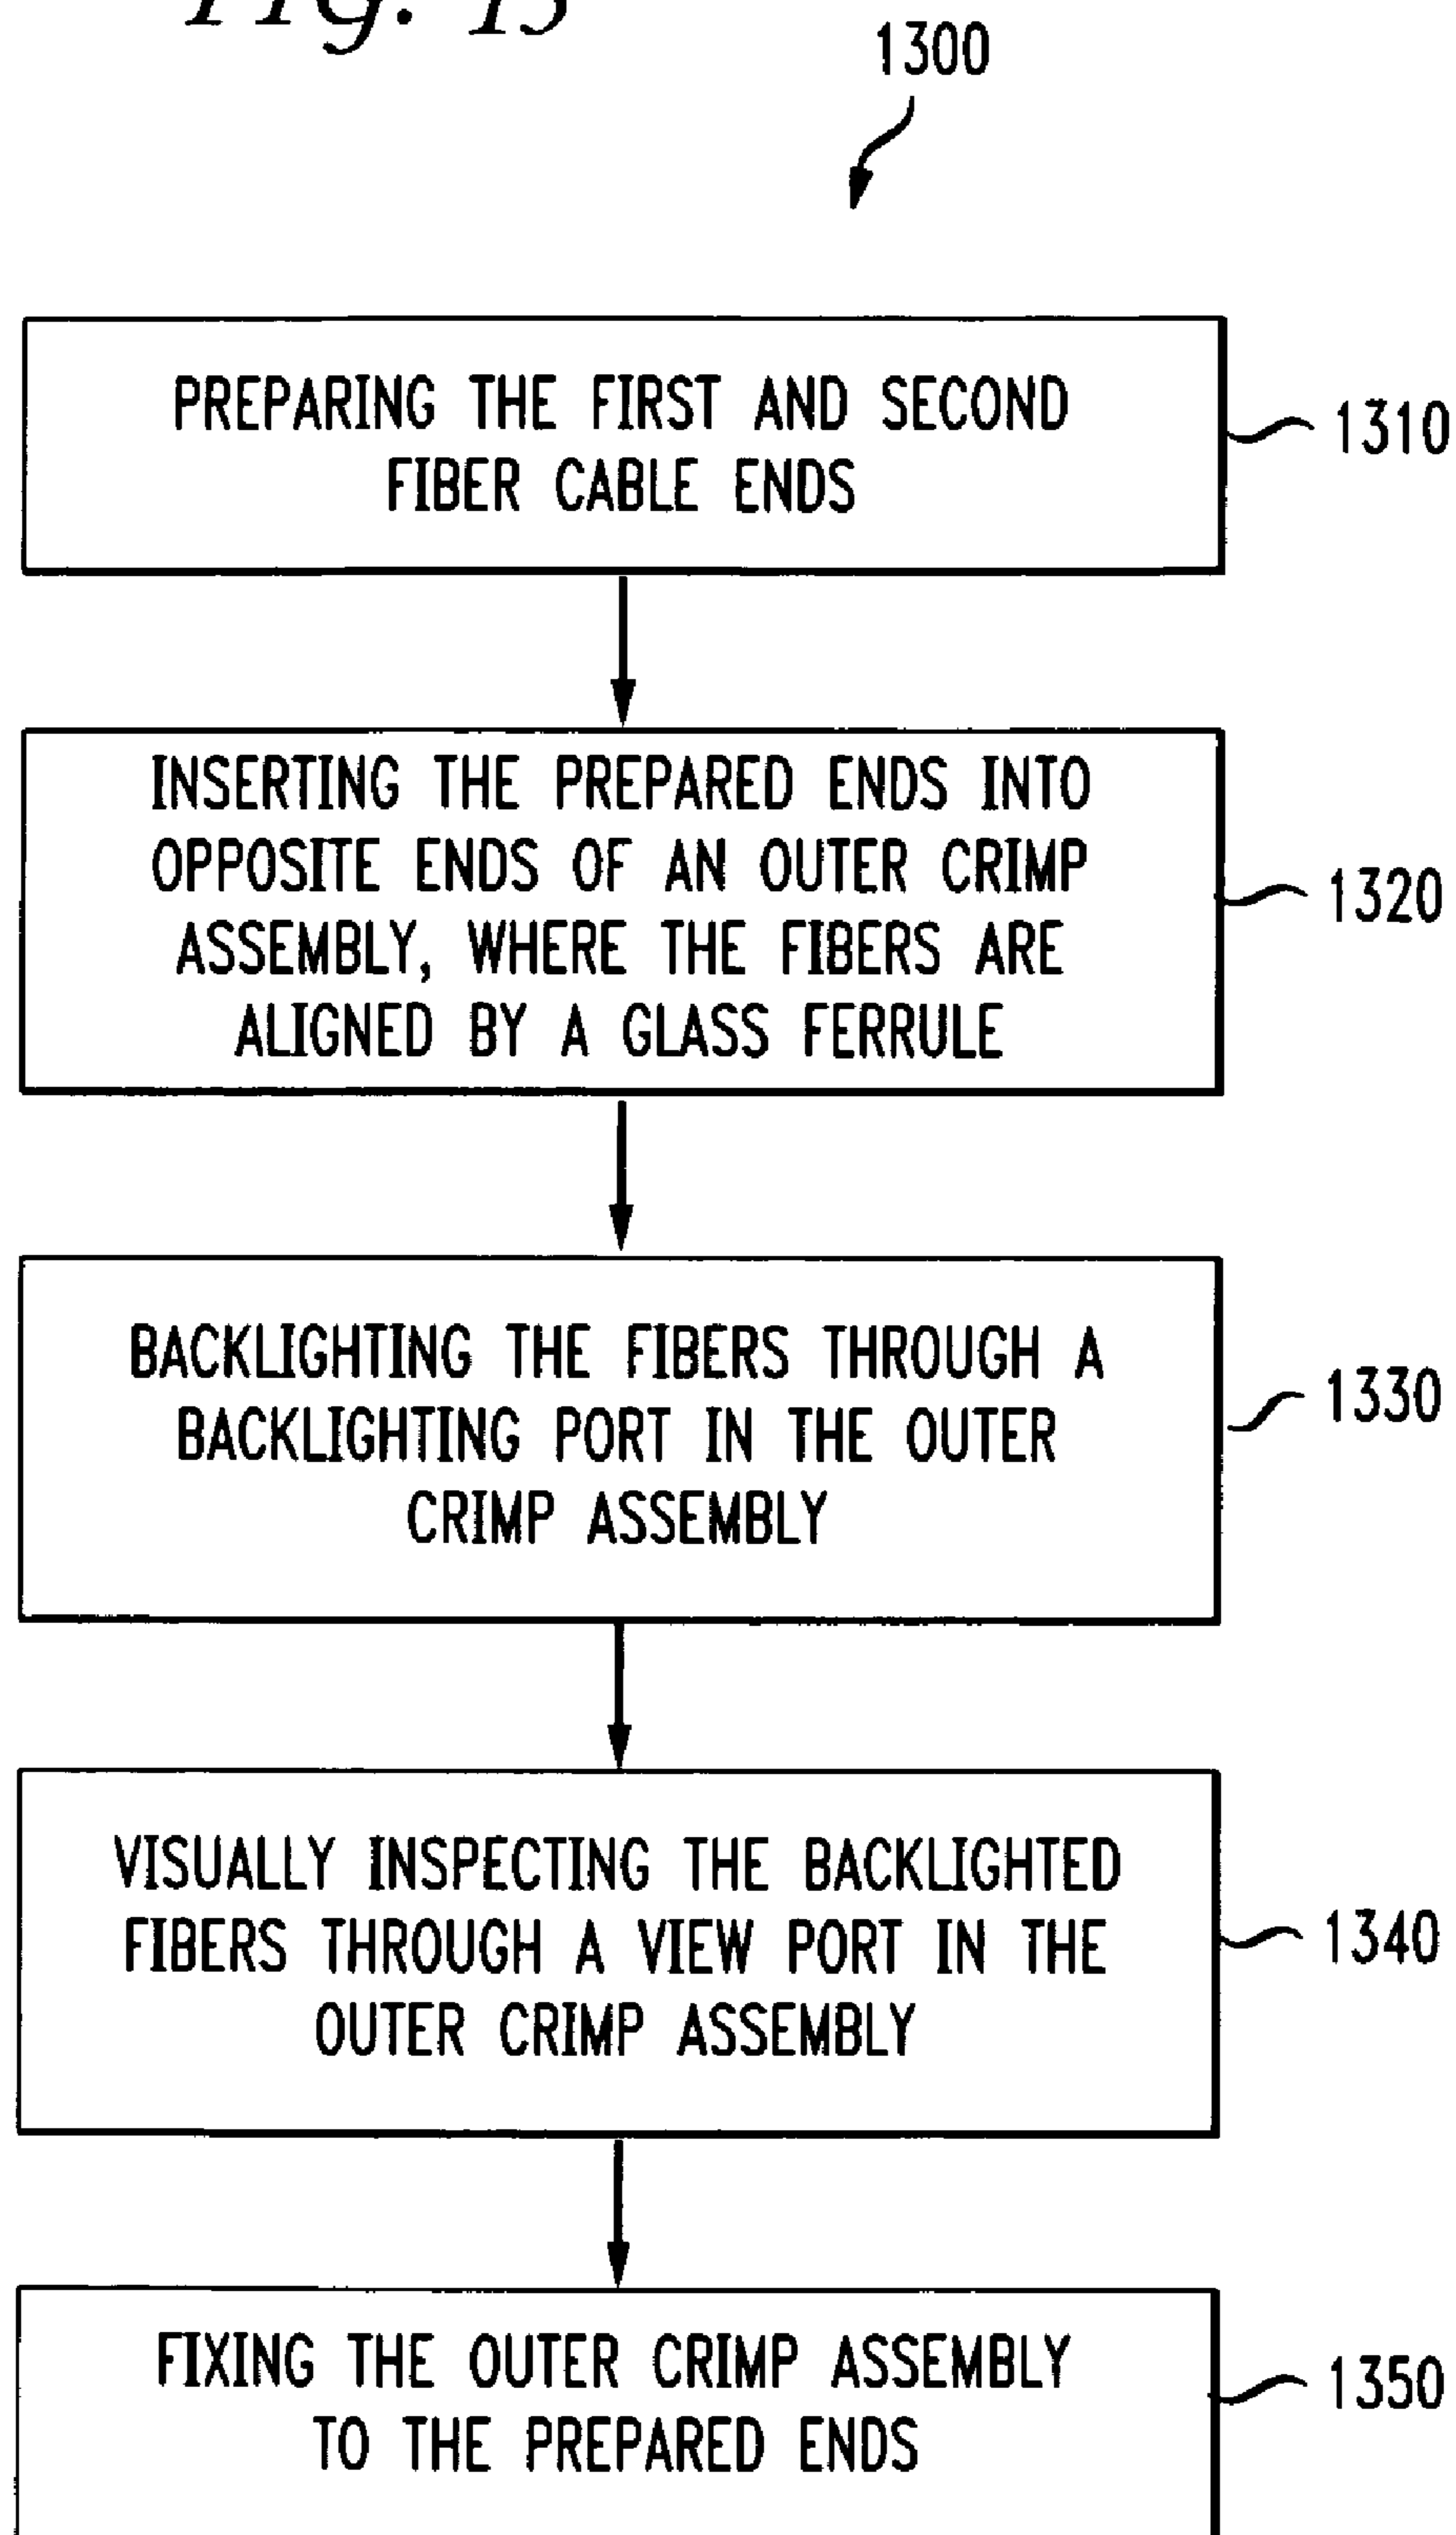 FIG. 13
1300
PREPARING THE FIRST AND SECOND
FIBER CABLE ENDS
1310
INSERTING THE PREPARED ENDS INTO
OPPOSITE ENDS OF AN OUTER CRIMP
ASSEMBLY, WHERE THE FIBERS ARE
ALIGNED BY A GLASS FERRULE
1320
BACKLIGHTING THE FIBERS THROUGH A
BACKLIGHTING PORT IN THE OUTER
CRIMP ASSEMBLY
1330
VISUALLY INSPECTING THE BACKLIGHTED
FIBERS THROUGH A VIEW PORT IN THE
OUTER CRIMP ASSEMBLY
1340
FIXING THE OUTER CRIMP ASSEMBLY
TO THE PREPARED ENDS
1350